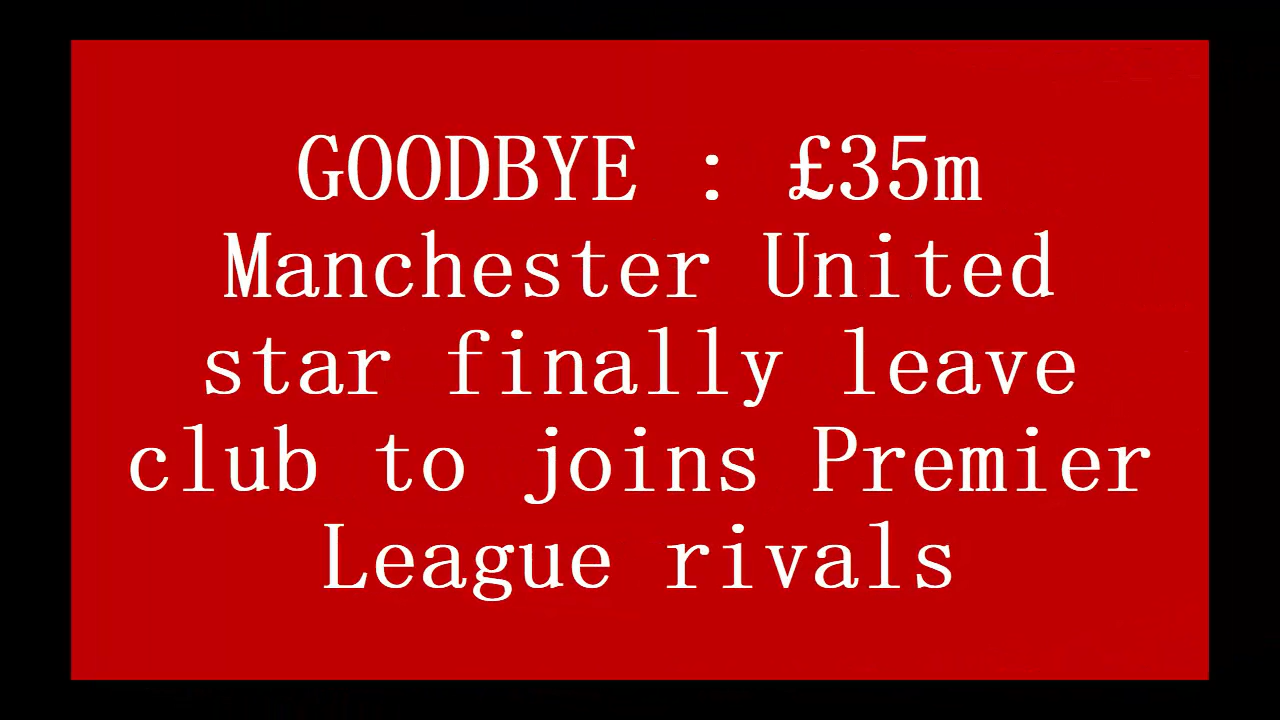 GOODBYE : £35m
Manchester United
star finally leave
club to joins Premier
League rivals